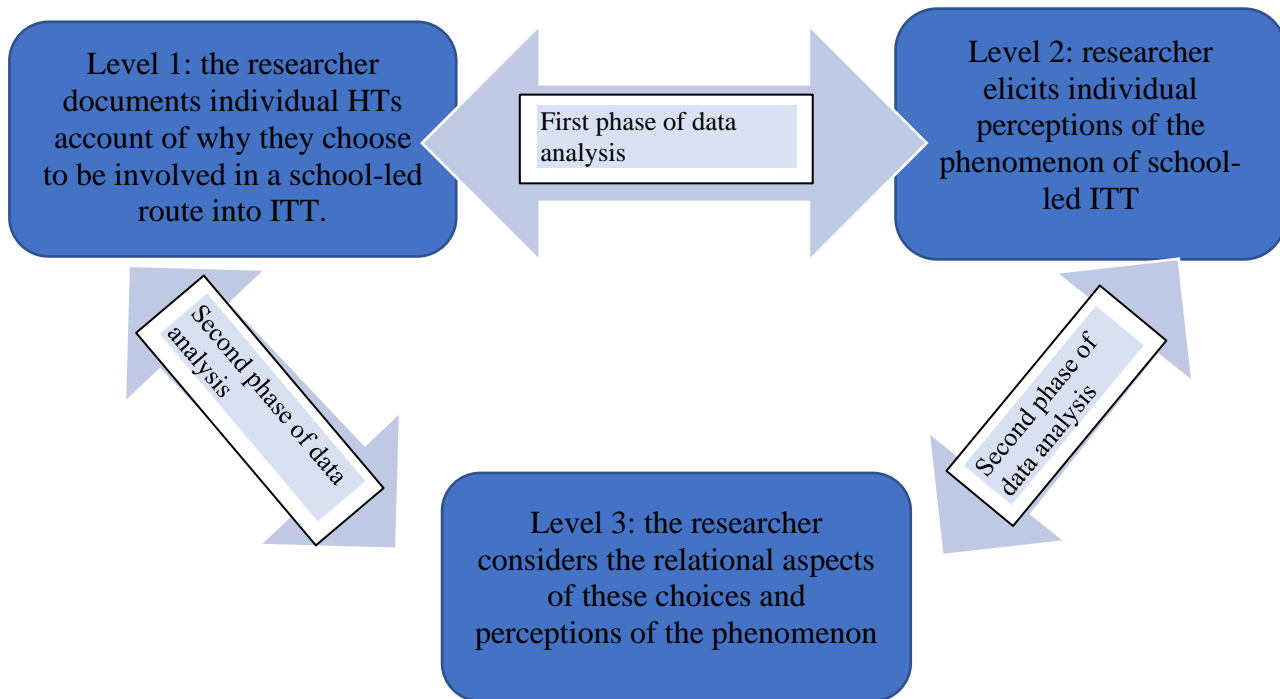 Level 1: the researcher
documents individual HTs
account of why they choose
to be involved in a school-led
route into ITT.
First phase of data
analysis
Level 2: researcher
elicits individual
perceptions of the
phenomenon of school-
led ITT
Second phase of data
analysis
Second phase of
data analysis
Level 3: the researcher
considers the relational aspects
of these choices and
perceptions of the phenomenon